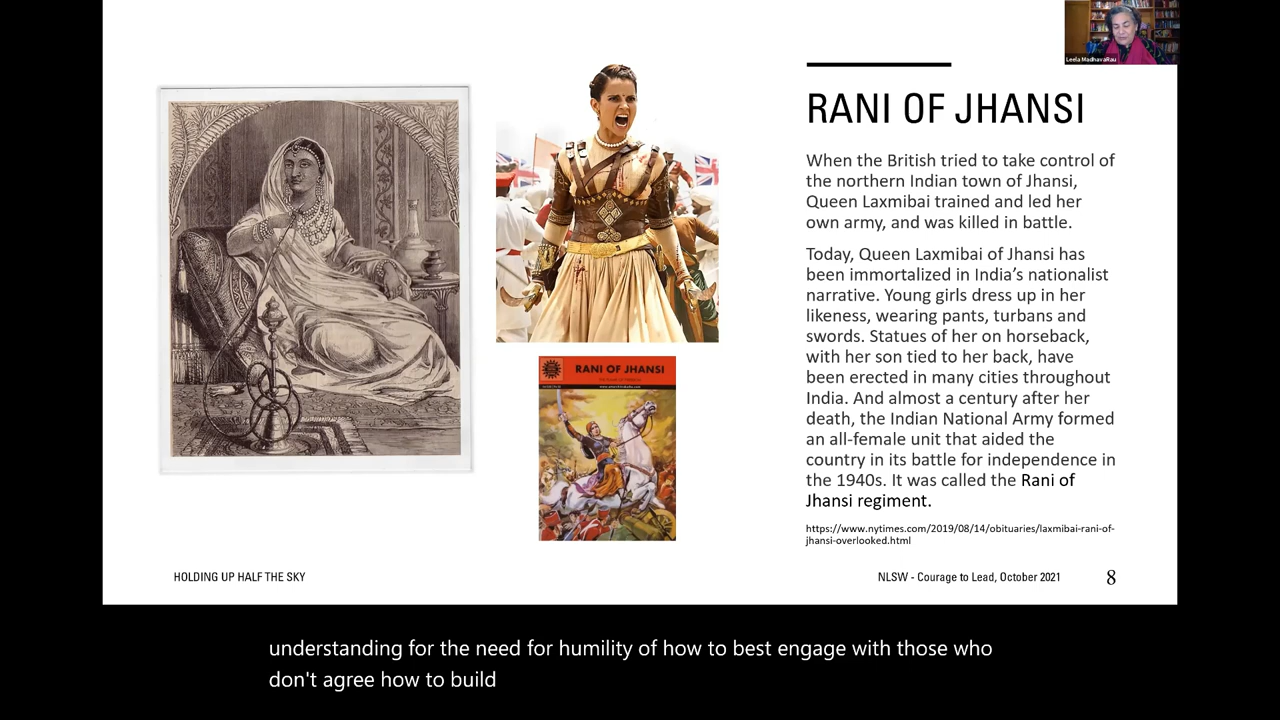 Leela MadhavaRau
RANI OF JHANSI
When the British tried to take control of
the northern Indian town of Jhansi,
Queen Laxmibai trained and led her
own army, and was killed in battle.
Today, Queen Laxmibai of Jhansi has
been immortalized in India’s nationalist
narrative. Young girls dress up in her
likeness, wearing pants, turbans and
swords. Statues of her on horseback,
with her son tied to her back, have
been erected in many cities throughout
India. And almost a century after her
death, the Indian National Army formed
an all-female unit that aided the
country in its battle for independence in
the 1940s. It was called the Rani of
Jhansi regiment.
https://www.nytimes.com/2019/08/14/obituaries/laxmibai-rani-of-
jhansi-overlooked.html
RANI OF JHANSI
HOLDING UP HALF THE SKY
NLSW - Courage to Lead, October 2021
8
understanding for the need for humility of how to best engage with those who
don't agree how to build